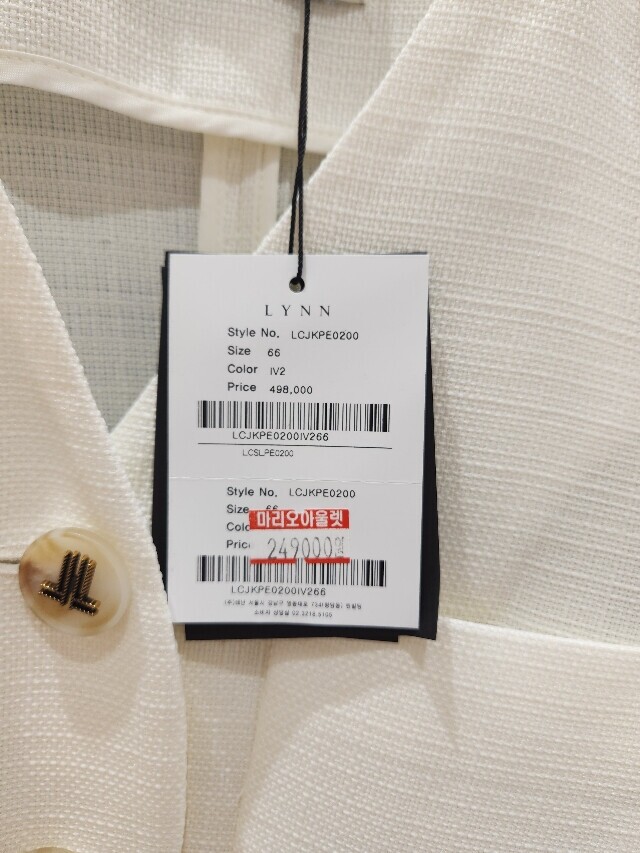 LYNN
Style No. LCJKPE0200
Size 66
Color IV2
Price 498,000
LCJKPE0200IV266
LCSLPE0200
Style No. LCJKPE0200
Size 66
마리오아울렛
249000
LCJKPE0200IV266